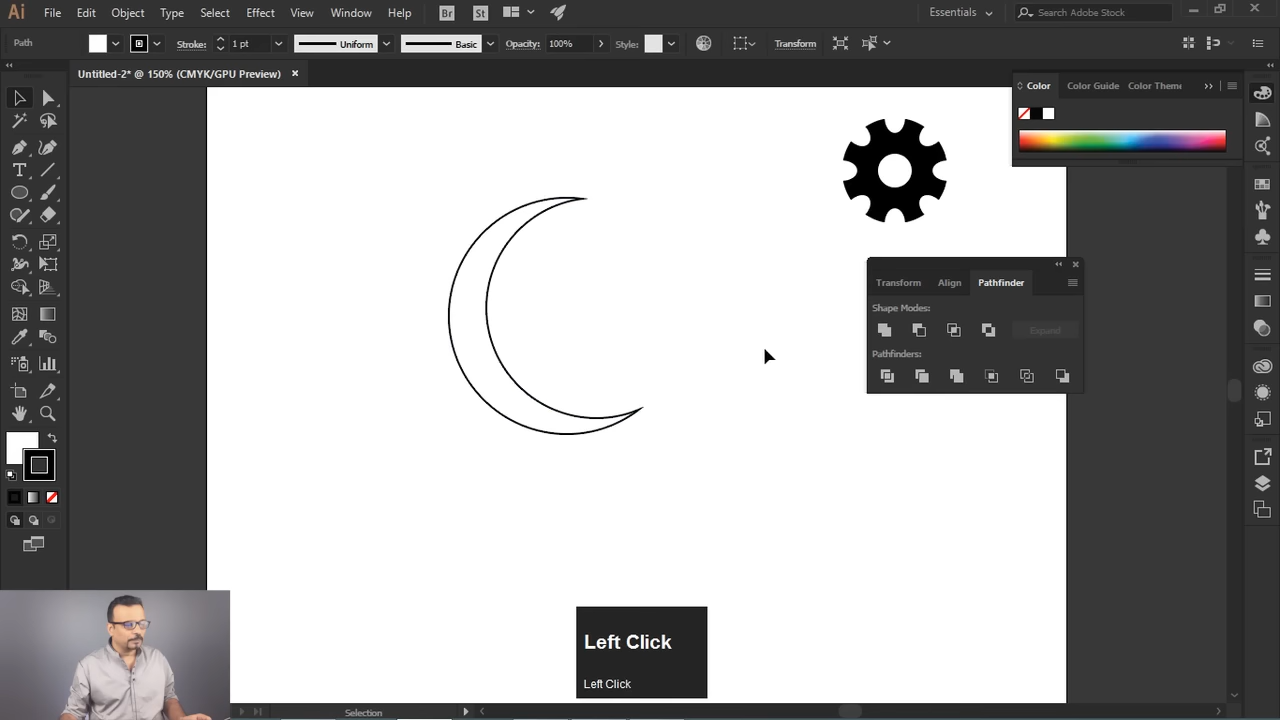 Ai File Edit Object Type Select Effect View Window Help Br St Essentials Search Adobe Stock
Path Stroke: 1 pt Uniform Basic Opacity: 100% Style: Transform
Untitled-2* @ 150% (CMYK/GPU Preview) ×
Color Color Guide Color Theme
Transform Align Pathfinder
Shape Modes:
Expand
Pathfinders:
Left Click
Left Click
Selection